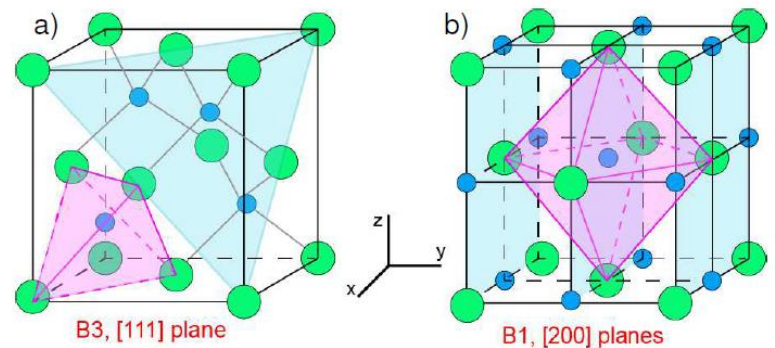 a)
b)
z
y
x
B3, [111] plane
B1, [200] planes